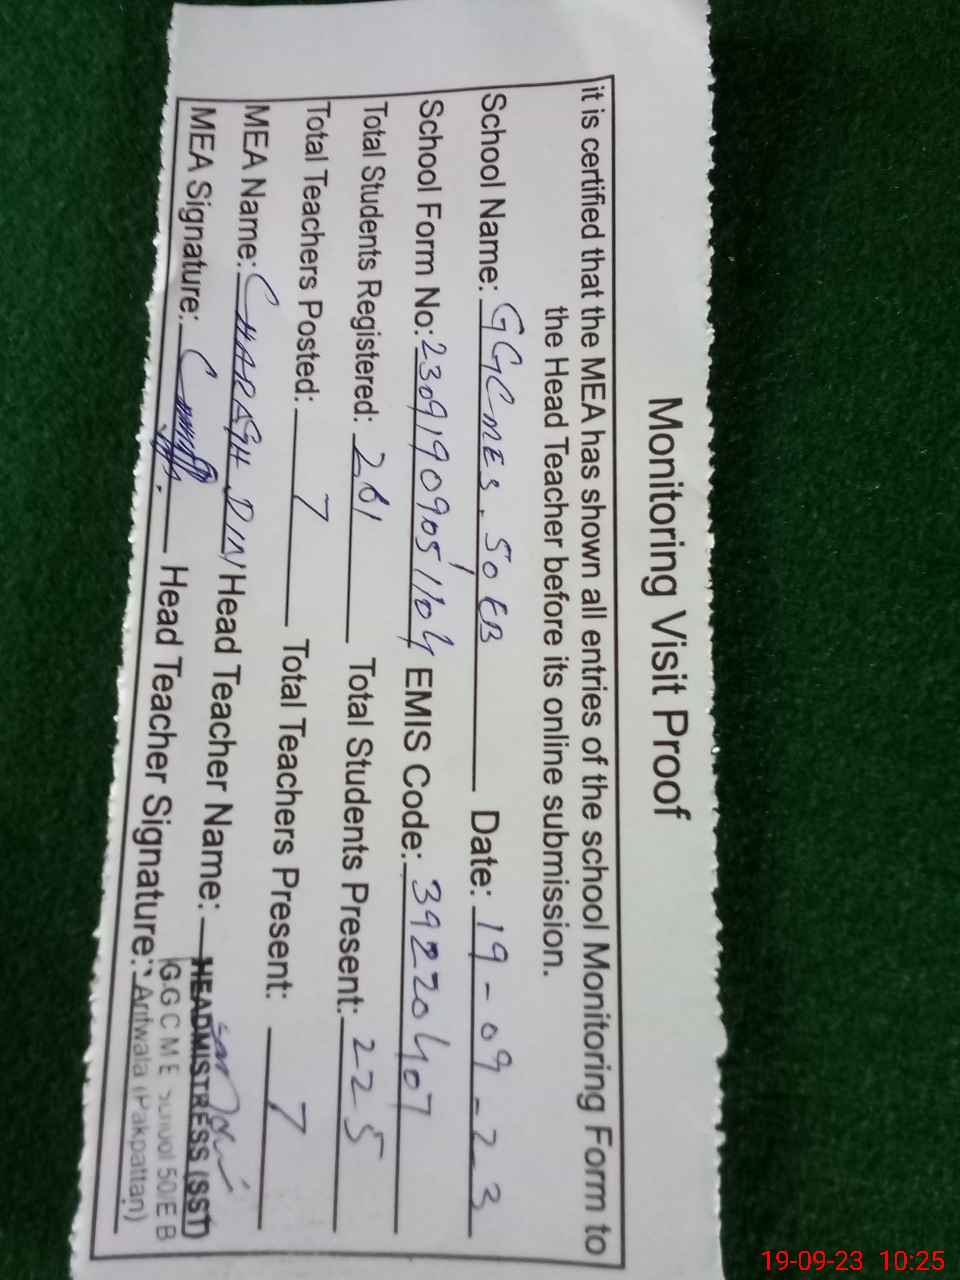 Monitoring Visit Proof
it is certified that the MEA has shown all entries of the school Monitoring Form to
the Head Teacher before its online submission.
School Name: GGCMES. 50 EB Date: 19-09-23
School Form No: 23091909051104 EMIS Code: 39220407
Total Students Registered: 261 Total Students Present: 225
Total Teachers Posted: 7 Total Teachers Present: 7
MEA Name: CHARAGH DIN Head Teacher Name:
MEA Signature: Head Teacher Signature:
HEADMISTRESS (SST)
G.G C M E School 50/E B
Arifwala (Pakpattan)
19-09-23 10:25